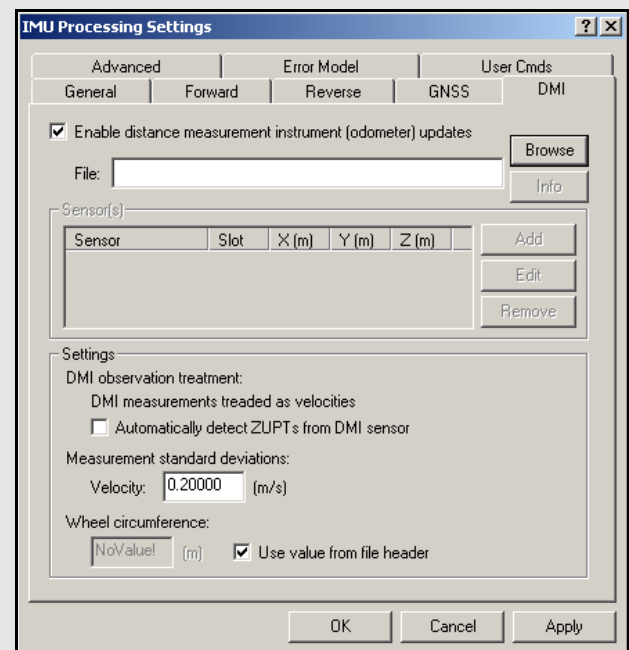 IMU Processing Settings
Advanced Error Model User Cmds
General Forward Reverse GNSS DMI
Enable distance measurement instrument (odometer) updates
Browse
File:
Info
Sensor(s)
Sensor Slot X (m) Y (m) Z (m)
Add
Edit
Remove
Settings
DMI observation treatment:
DMI measurements treaded as velocities
Automatically detect ZUPTs from DMI sensor
Measurement standard deviations:
Velocity: 0.20000 (m/s)
Wheel circumference:
NoValue! (m) Use value from file header
OK Cancel Apply